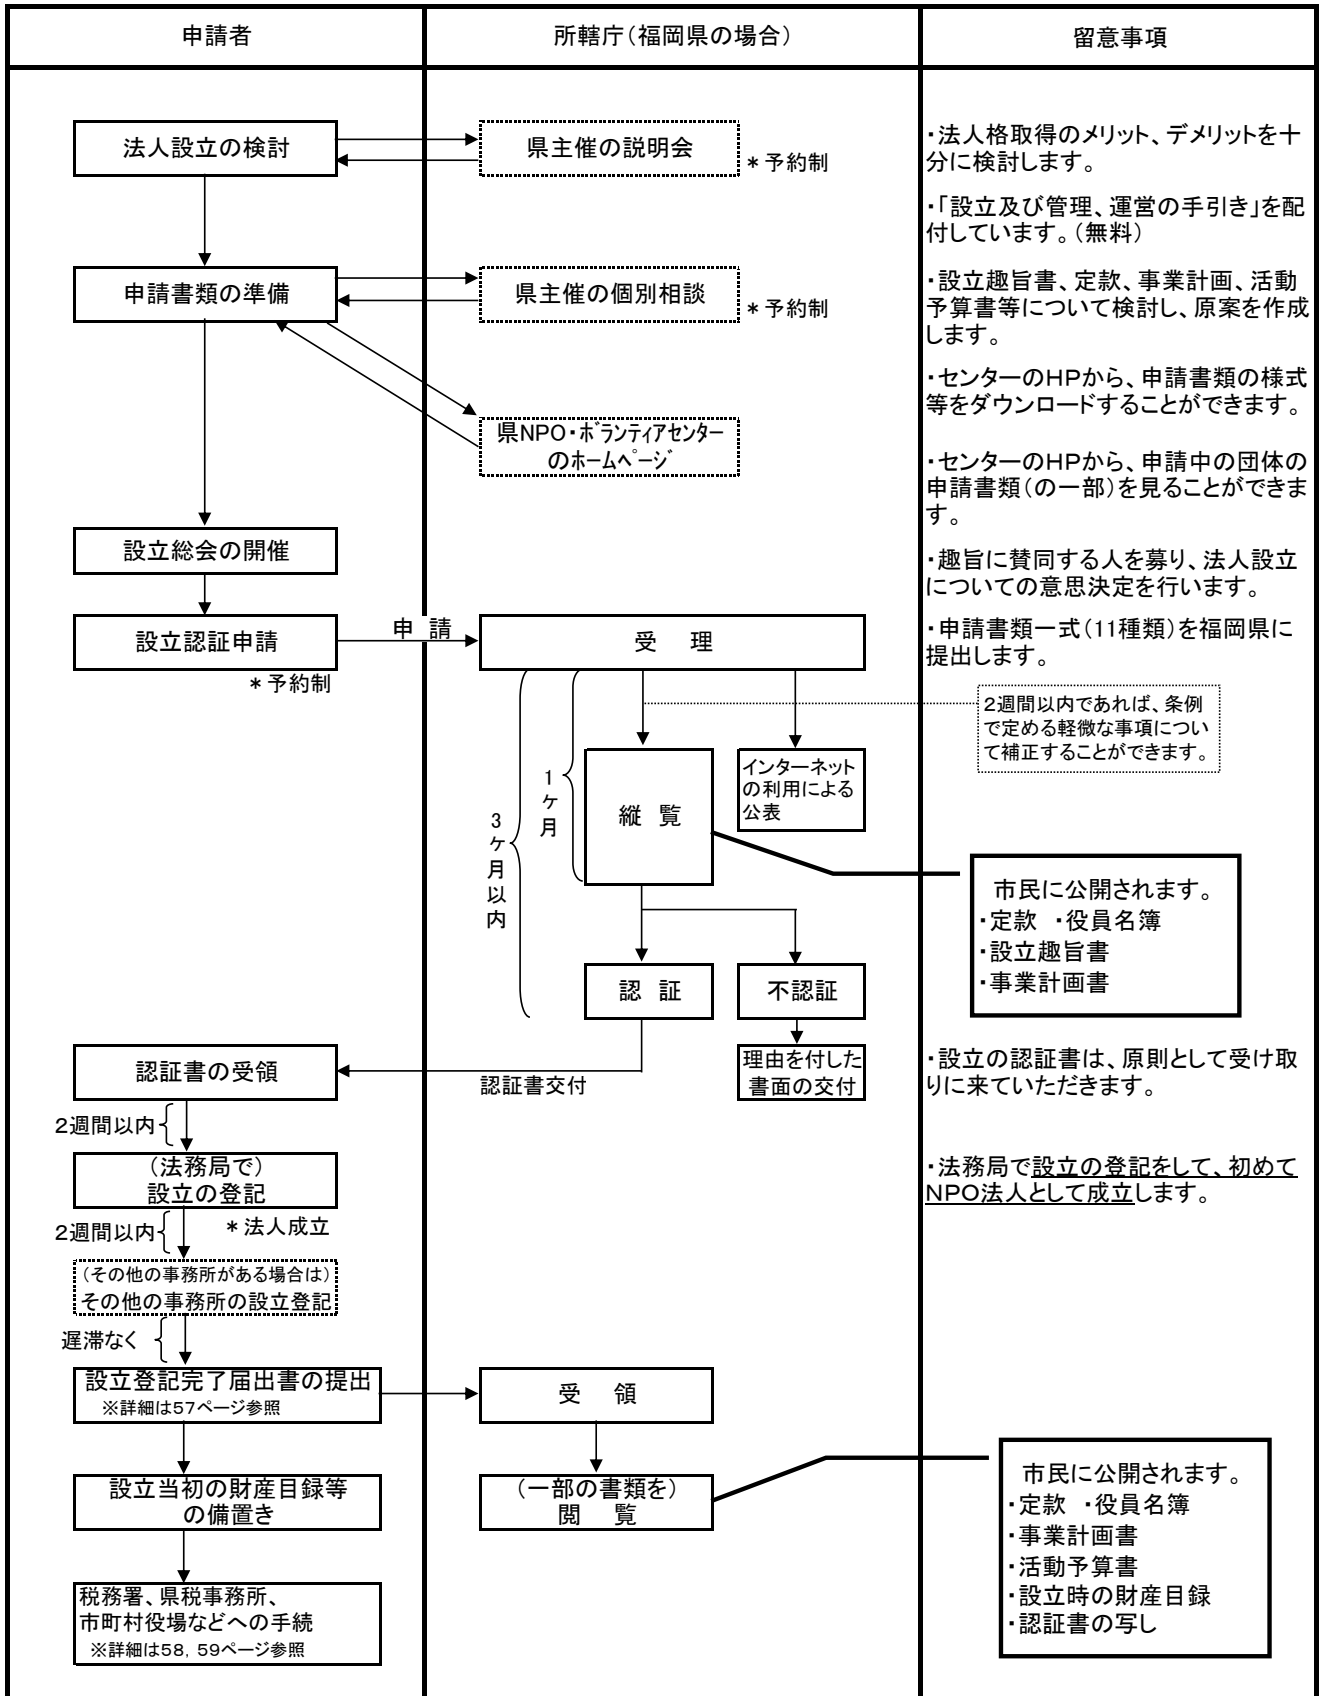 申請者
所轄庁（福岡県の場合）
留意事項
法人設立の検討
県主催の説明会
＊予約制
・法人格取得のメリット、デメリットを十
分に検討します。
・「設立及び管理、運営の手引き」を配
付しています。（無料）
申請書類の準備
県主催の個別相談
＊予約制
・設立趣旨書、定款、事業計画、活動
予算書等について検討し、原案を作成
します。
・センターのＨＰから、申請書類の様式
等をダウンロードすることができます。
県NPO・ボランティアセンター
のホームページ
・センターのＨＰから、申請中の団体の
申請書類（の一部）を見ることができま
す。
設立総会の開催
・趣旨に賛同する人を募り、法人設立
についての意思決定を行います。
設立認証申請
＊予約制
申　請
受　理
・申請書類一式（11種類）を福岡県に
提出します。
２週間以内であれば、条例
で定める軽微な事項につい
て補正することができます。
3ヶ月以内
1ヶ月
縦　覧
インターネット
の利用による
公表
市民に公開されます。
・定款　・役員名簿
・設立趣旨書
・事業計画書
認　証
不認証
認証書の受領
認証書交付
理由を付した
書面の交付
・設立の認証書は、原則として受け取
りに来ていただきます。
２週間以内
（法務局で）
設立の登記
＊法人成立
・法務局で設立の登記をして、初めて
ＮＰＯ法人として成立します。
２週間以内
（その他の事務所がある場合は）
その他の事務所の設立登記
遅滞なく
設立登記完了届出書の提出
※詳細は57ページ参照
受　領
設立当初の財産目録等
の備置き
（一部の書類を）
閲　覧
市民に公開されます。
・定款　・役員名簿
・事業計画書
・活動予算書
・設立時の財産目録
・認証書の写し
税務署、県税事務所、
市町村役場などへの手続
※詳細は58，59ページ参照